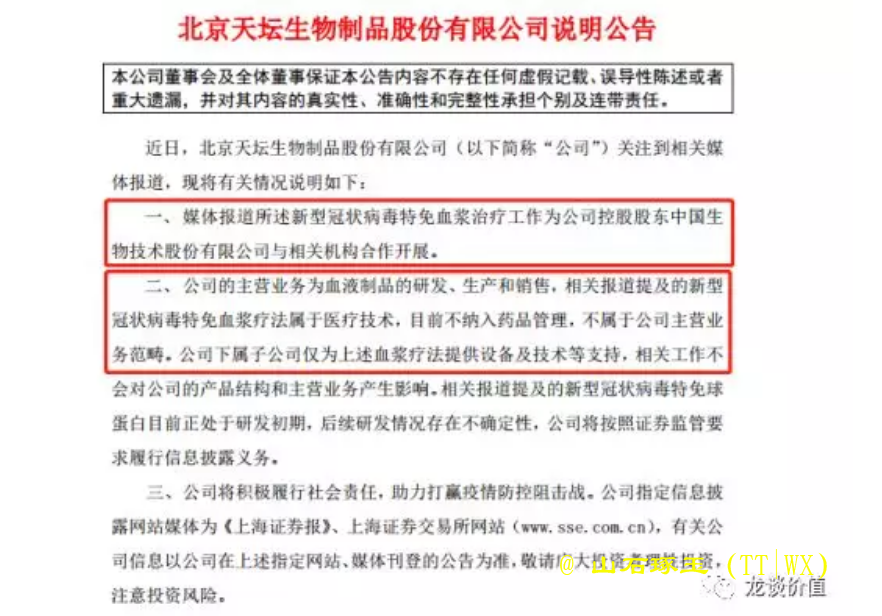 北京天坛生物制品股份有限公司说明公告
本公司董事会及全体董事保证本公告内容不存在任何虚假记载、误导性陈述或者
重大遗漏，并对其内容的真实性、准确性和完整性承担个别及连带责任。
近日，北京天坛生物制品股份有限公司（以下简称“公司”）关注到相关媒
体报道，现将有关情况说明如下：
一、媒体报道所述新型冠状病毒特免血浆治疗工作为公司控股股东中国生
物技术股份有限公司与相关机构合作开展。
二、公司的主营业务为血液制品的研发、生产和销售，相关报道提及的新型
冠状病毒特免血浆疗法属于医疗技术，目前不纳入药品管理，不属于公司主营业
务范畴。公司下属子公司仅为上述血浆疗法提供设备及技术等支持，相关工作不
会对公司的产品结构和主营业务产生影响。相关报道提及的新型冠状病毒特免球
蛋白目前正处于研发初期，后续研发情况存在不确定性，公司将按照证券监管要
求履行信息披露义务。
三、公司将积极履行社会责任，助力打赢疫情防控阻击战。公司指定信息披
露网站媒体为《上海证券报》、上海证券交易所网站（www.sse.com.cn），有关公
司信息以公司在上述指定网站、媒体刊登的公告为准，敬请广大投资者理性投资，
注意投资风险。
@ (TT|WX)
龙谈价值